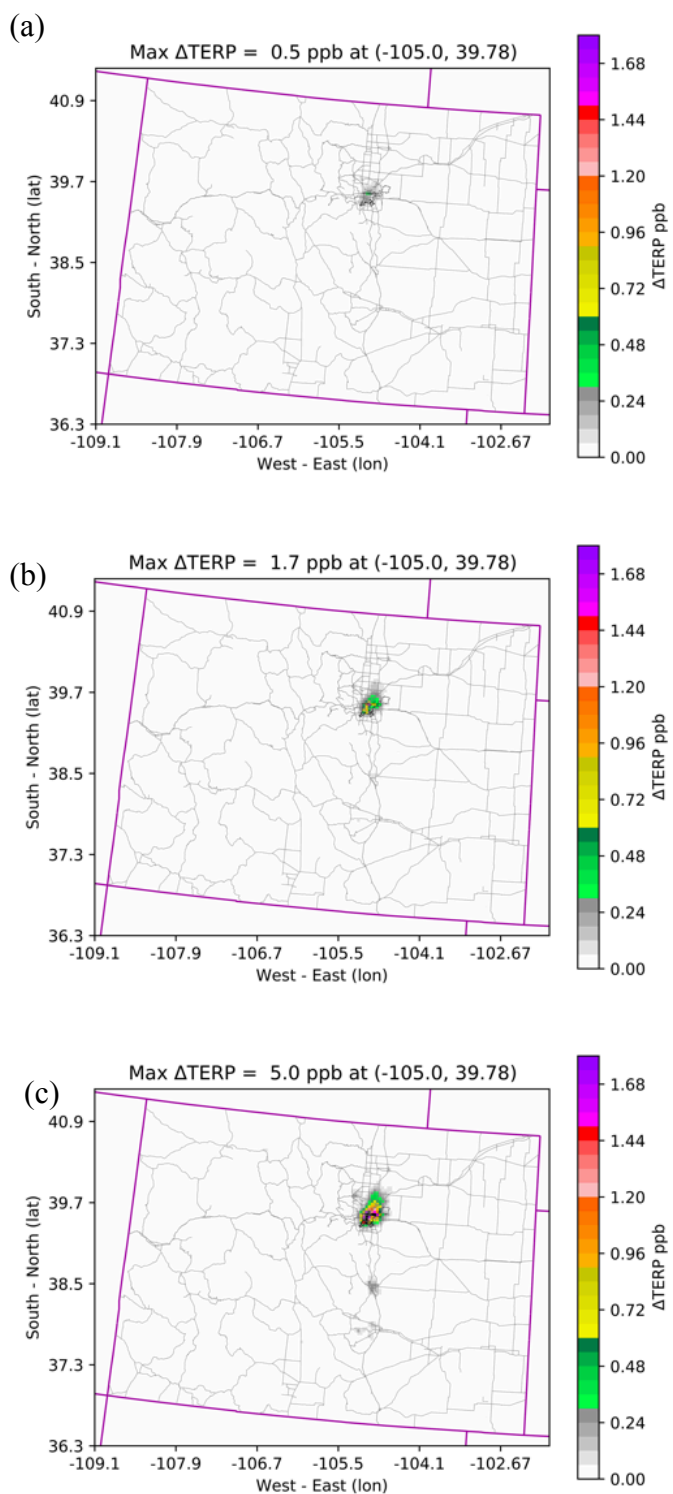 (a)
Max ΔTERP = 0.5 ppb at (-105.0, 39.78)
South - North (lat)
40.9
39.7
38.5
37.3
36.3
-109.1 -107.9 -106.7 -105.5 -104.1 -102.67
West - East (lon)
1.68
1.44
1.20
0.96
0.72
0.48
0.24
0.00
ΔTERP ppb
(b)
Max ΔTERP = 1.7 ppb at (-105.0, 39.78)
South - North (lat)
40.9
39.7
38.5
37.3
36.3
-109.1 -107.9 -106.7 -105.5 -104.1 -102.67
West - East (lon)
1.68
1.44
1.20
0.96
0.72
0.48
0.24
0.00
ΔTERP ppb
(c)
Max ΔTERP = 5.0 ppb at (-105.0, 39.78)
South - North (lat)
40.9
39.7
38.5
37.3
36.3
-109.1 -107.9 -106.7 -105.5 -104.1 -102.67
West - East (lon)
1.68
1.44
1.20
0.96
0.72
0.48
0.24
0.00
ΔTERP ppb